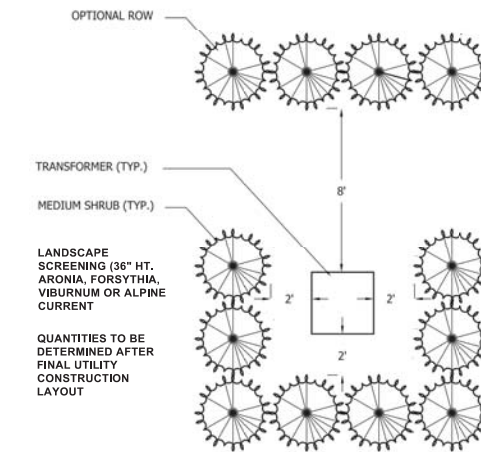 OPTIONAL ROW
TRANSFORMER (TYP.)
8'
MEDIUM SHRUB (TYP.)
LANDSCAPE
SCREENING (36" HT.
ARONIA, FORSYTHIA,
VIBURNUM OR ALPINE
CURRENT
2'
2'
2'
QUANTITIES TO BE
DETERMINED AFTER
FINAL UTILITY
CONSTRUCTION
LAYOUT